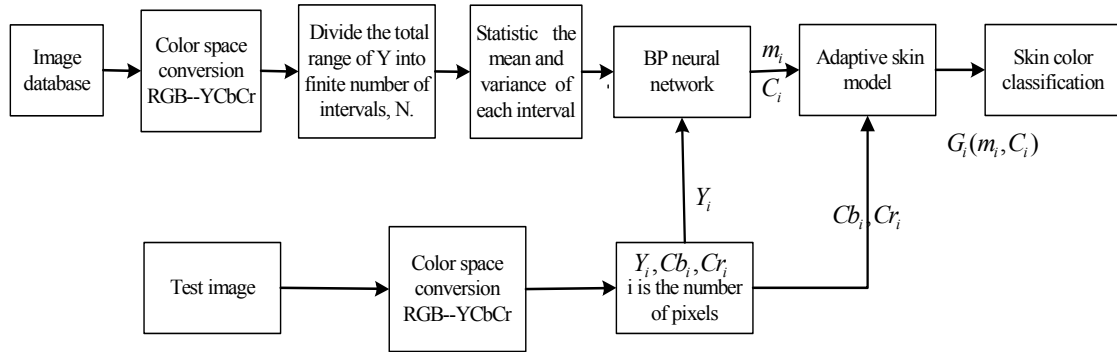 Image
database
Color space
conversion
RGB--YCbCr
Divide the total
range of Y into
finite number of
intervals, N.
Statistic the
mean and
variance of
each interval
BP neural
network
m_i
C_i
Adaptive skin
model
Skin color
classification
G_i(m_i, C_i)
Y_i
Cb_i, Cr_i
Test image
Color space
conversion
RGB--YCbCr
Y_i, Cb_i, Cr_i
i is the number
of pixels